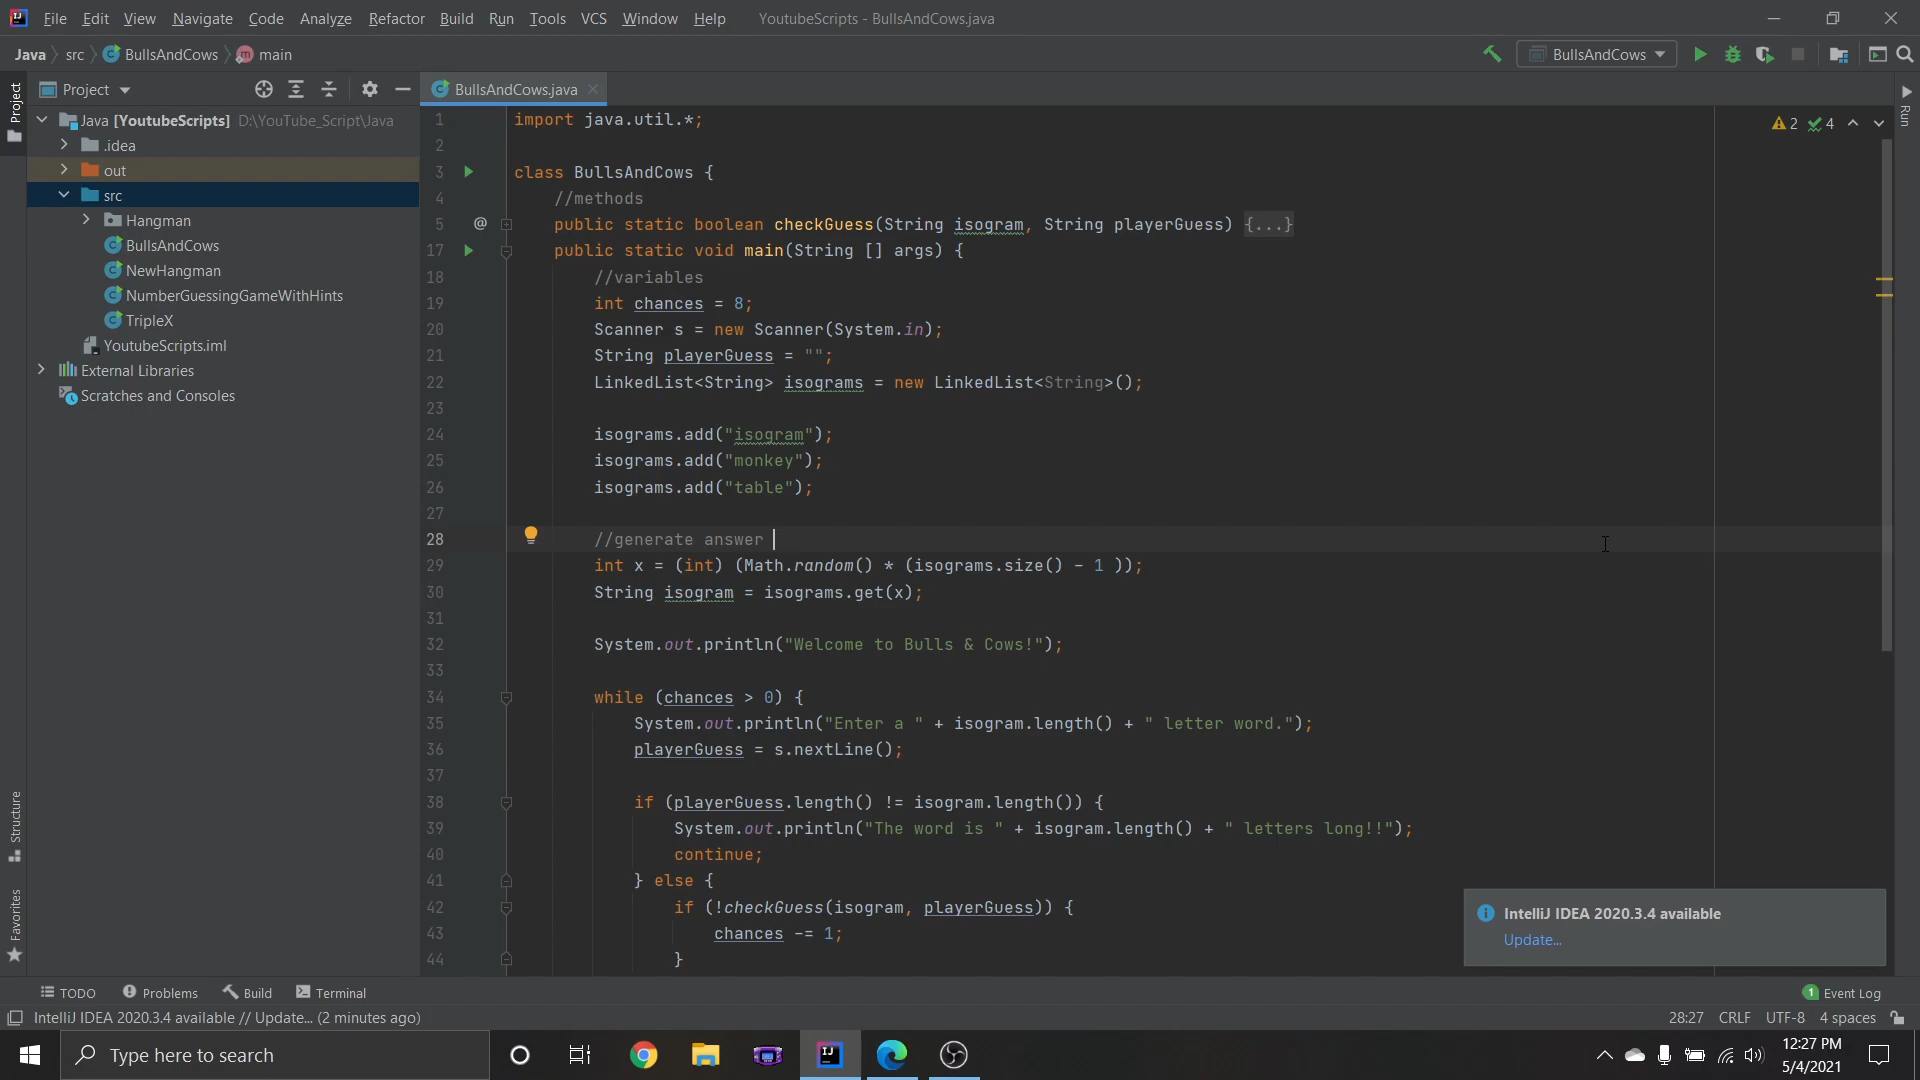 File Edit View Navigate Code Analyze Refactor Build Run Tools VCS Window Help YoutubeScripts - BullsAndCows.java
Java src BullsAndCows main BullsAndCows
Project BullsAndCows.java
Project
Run
Java [YoutubeScripts] D:\YouTube_Script\Java
.idea
out
src
Hangman
BullsAndCows
NewHangman
NumberGuessingGameWithHints
TripleX
YoutubeScripts.iml
External Libraries
Scratches and Consoles
2 4
1 import java.util.*;
2
3 class BullsAndCows {
4 //methods
5 @ public static boolean checkGuess(String isogram, String playerGuess) {...}
17 public static void main(String [] args) {
18 //variables
19 int chances = 8;
20 Scanner s = new Scanner(System.in);
21 String playerGuess = "";
22 LinkedList<String> isograms = new LinkedList<String>();
23
24 isograms.add("isogram");
25 isograms.add("monkey");
26 isograms.add("table");
27
28 //generate answer
29 int x = (int) (Math.random() * (isograms.size() - 1 ));
30 String isogram = isograms.get(x);
31
32 System.out.println("Welcome to Bulls & Cows!");
33
34 while (chances > 0) {
35 System.out.println("Enter a " + isogram.length() + " letter word.");
36 playerGuess = s.nextLine();
37
38 if (playerGuess.length() != isogram.length()) {
39 System.out.println("The word is " + isogram.length() + " letters long!!");
40 continue;
41 } else {
42 if (!checkGuess(isogram, playerGuess)) {
43 chances -= 1;
44 }
Structure
Favorites
IntelliJ IDEA 2020.3.4 available
Update...
TODO Problems Build Terminal 1 Event Log
IntelliJ IDEA 2020.3.4 available // Update... (2 minutes ago) 28:27 CRLF UTF-8 4 spaces
Type here to search
12:27 PM
5/4/2021